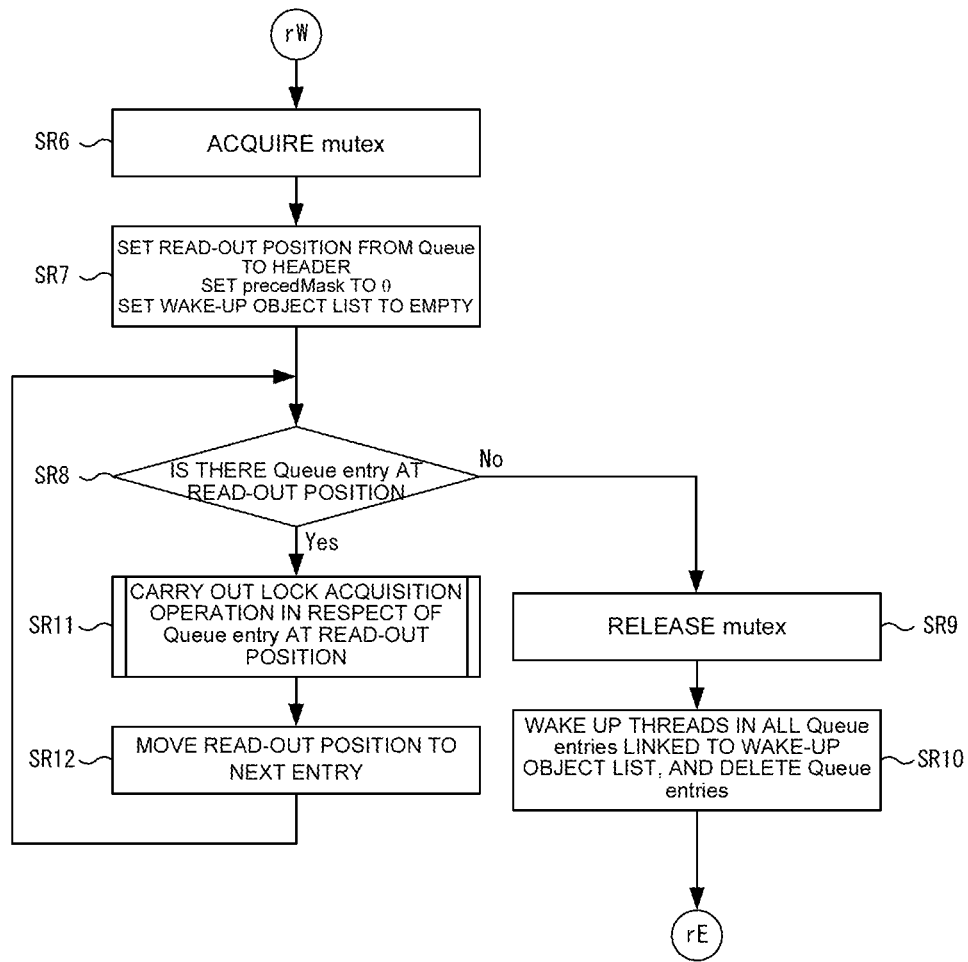 rW
SR6
ACQUIRE mutex
SR7
SET READ-OUT POSITION FROM Queue
TO HEADER
SET precedMask TO 0
SET WAKE-UP OBJECT LIST TO EMPTY
SR8
IS THERE Queue entry AT
READ-OUT POSITION
No
Yes
SR11
CARRY OUT LOCK ACQUISITION
OPERATION IN RESPECT OF
Queue entry AT READ-OUT
POSITION
RELEASE mutex
SR9
SR12
MOVE READ-OUT POSITION TO
NEXT ENTRY
WAKE UP THREADS IN ALL Queue
entries LINKED TO WAKE-UP
OBJECT LIST, AND DELETE Queue
entries
SR10
rE